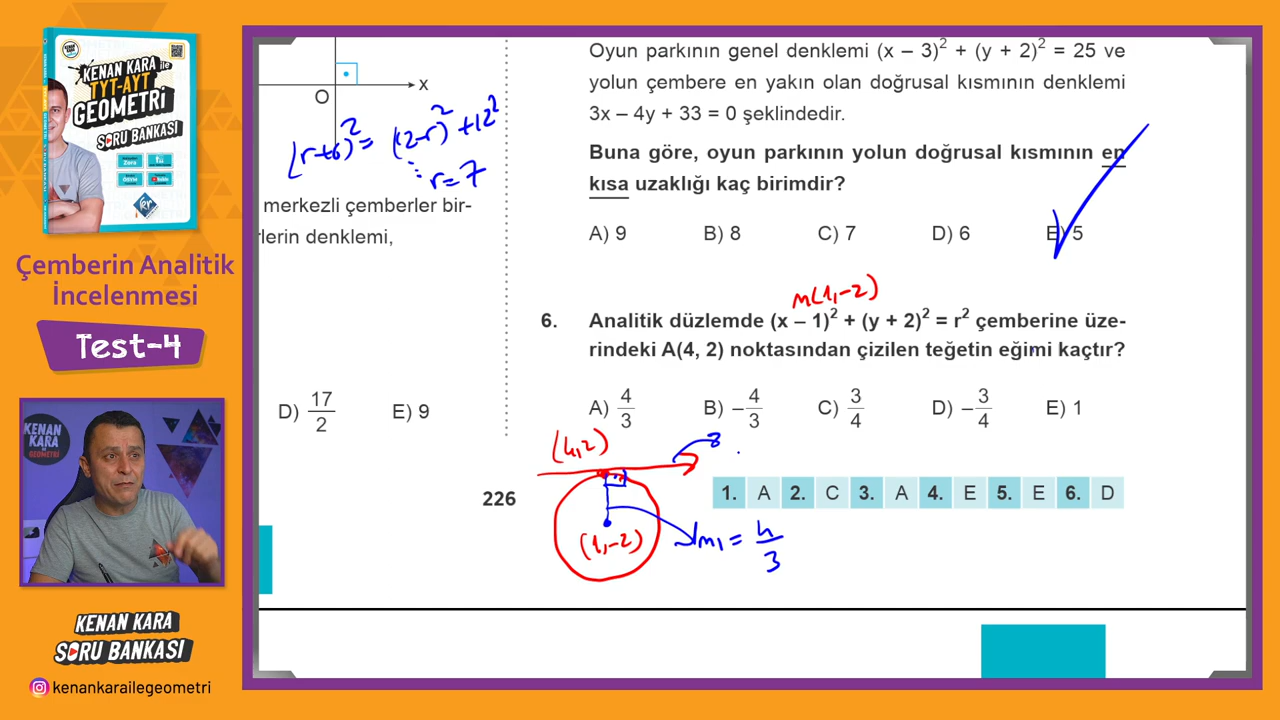 KENAN KARA ile
TYT-AYT
GEOMETRİ
SORU BANKASI
Çemberin Analitik
İncelenmesi
Test-4
KENAN
KARA
GEOMETRİ
KENAN KARA
SORU BANKASI
kenankarailegeometri
O
x
(r+6)² = (2-r)² + 12²
r = 7
merkezli çemberler bir-
lerin denklemi,
D) 17/2 E) 9
Oyun parkının genel denklemi (x – 3)² + (y + 2)² = 25 ve
yolun çembere en yakın olan doğrusal kısmının denklemi
3x – 4y + 33 = 0 şeklindedir.
Buna göre, oyun parkının yolun doğrusal kısmının en
kısa uzaklığı kaç birimdir?
A) 9 B) 8 C) 7 D) 6 E) 5
M(1,-2)
6. Analitik düzlemde (x – 1)² + (y + 2)² = r² çemberine üze-
rindeki A(4, 2) noktasından çizilen teğetin eğimi kaçtır?
A) 4/3 B) –4/3 C) 3/4 D) –3/4 E) 1
(4,2)
(1,-2)
m₁ = 4/3
226
1. A 2. C 3. A 4. E 5. E 6. D